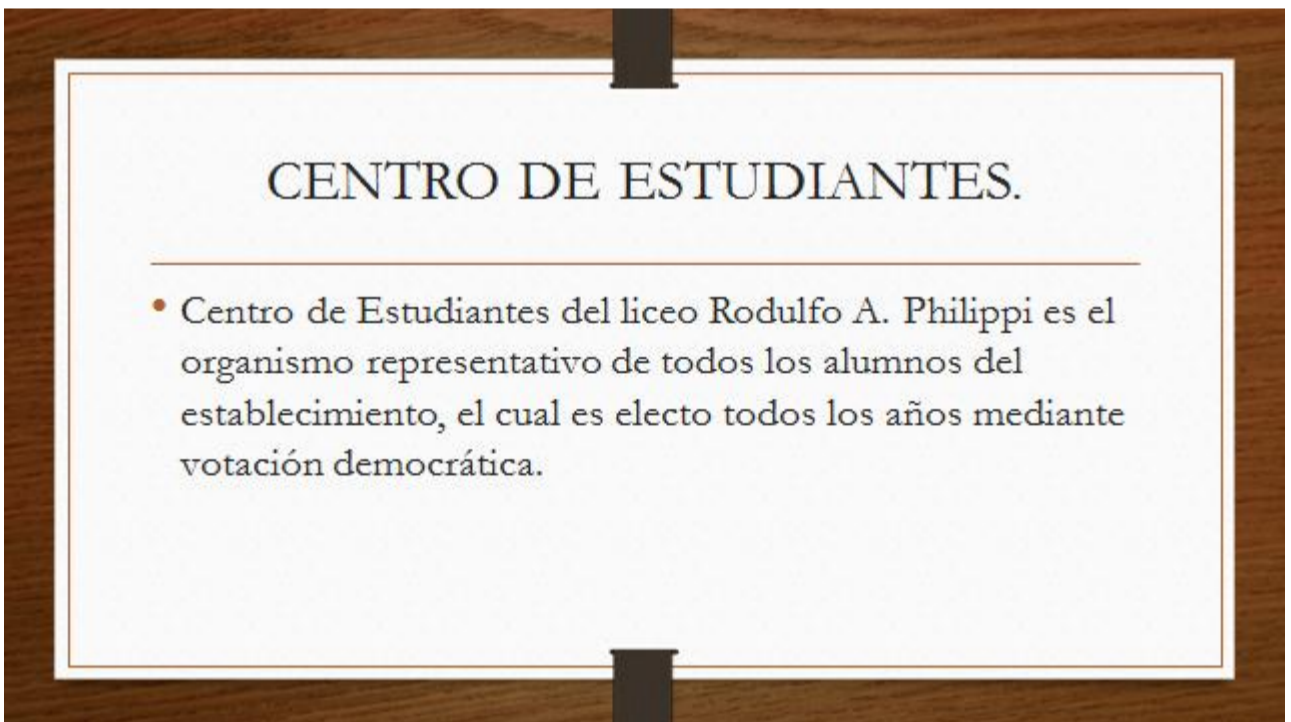 CENTRO DE ESTUDIANTES.
• Centro de Estudiantes del liceo Rodulfo A. Philippi es el
organismo representativo de todos los alumnos del
establecimiento, el cual es electo todos los años mediante
votación democrática.